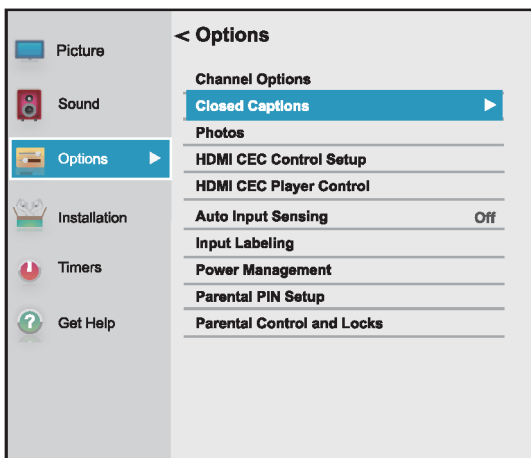 Picture
Sound
Options
Installation
Timers
Get Help
< Options
Channel Options
Closed Captions
Photos
HDMI CEC Control Setup
HDMI CEC Player Control
Auto Input Sensing Off
Input Labeling
Power Management
Parental PIN Setup
Parental Control and Locks